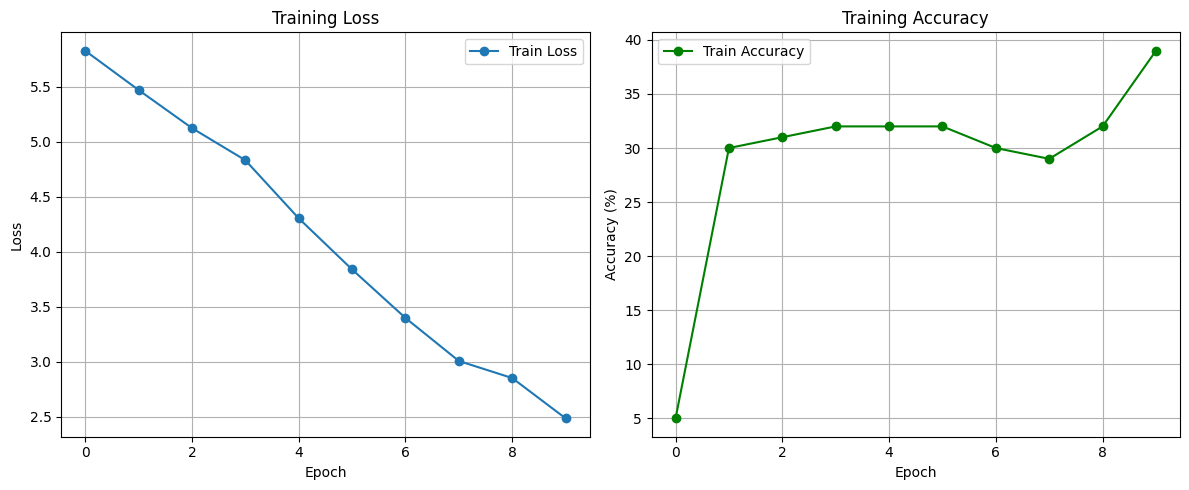 Training Loss
Train Loss
5.5
5.0
4.5
4.0
3.5
3.0
2.5
Loss
0 2 4 6 8
Epoch
Training Accuracy
Train Accuracy
40
35
30
25
20
15
10
5
Accuracy (%)
0 2 4 6 8
Epoch